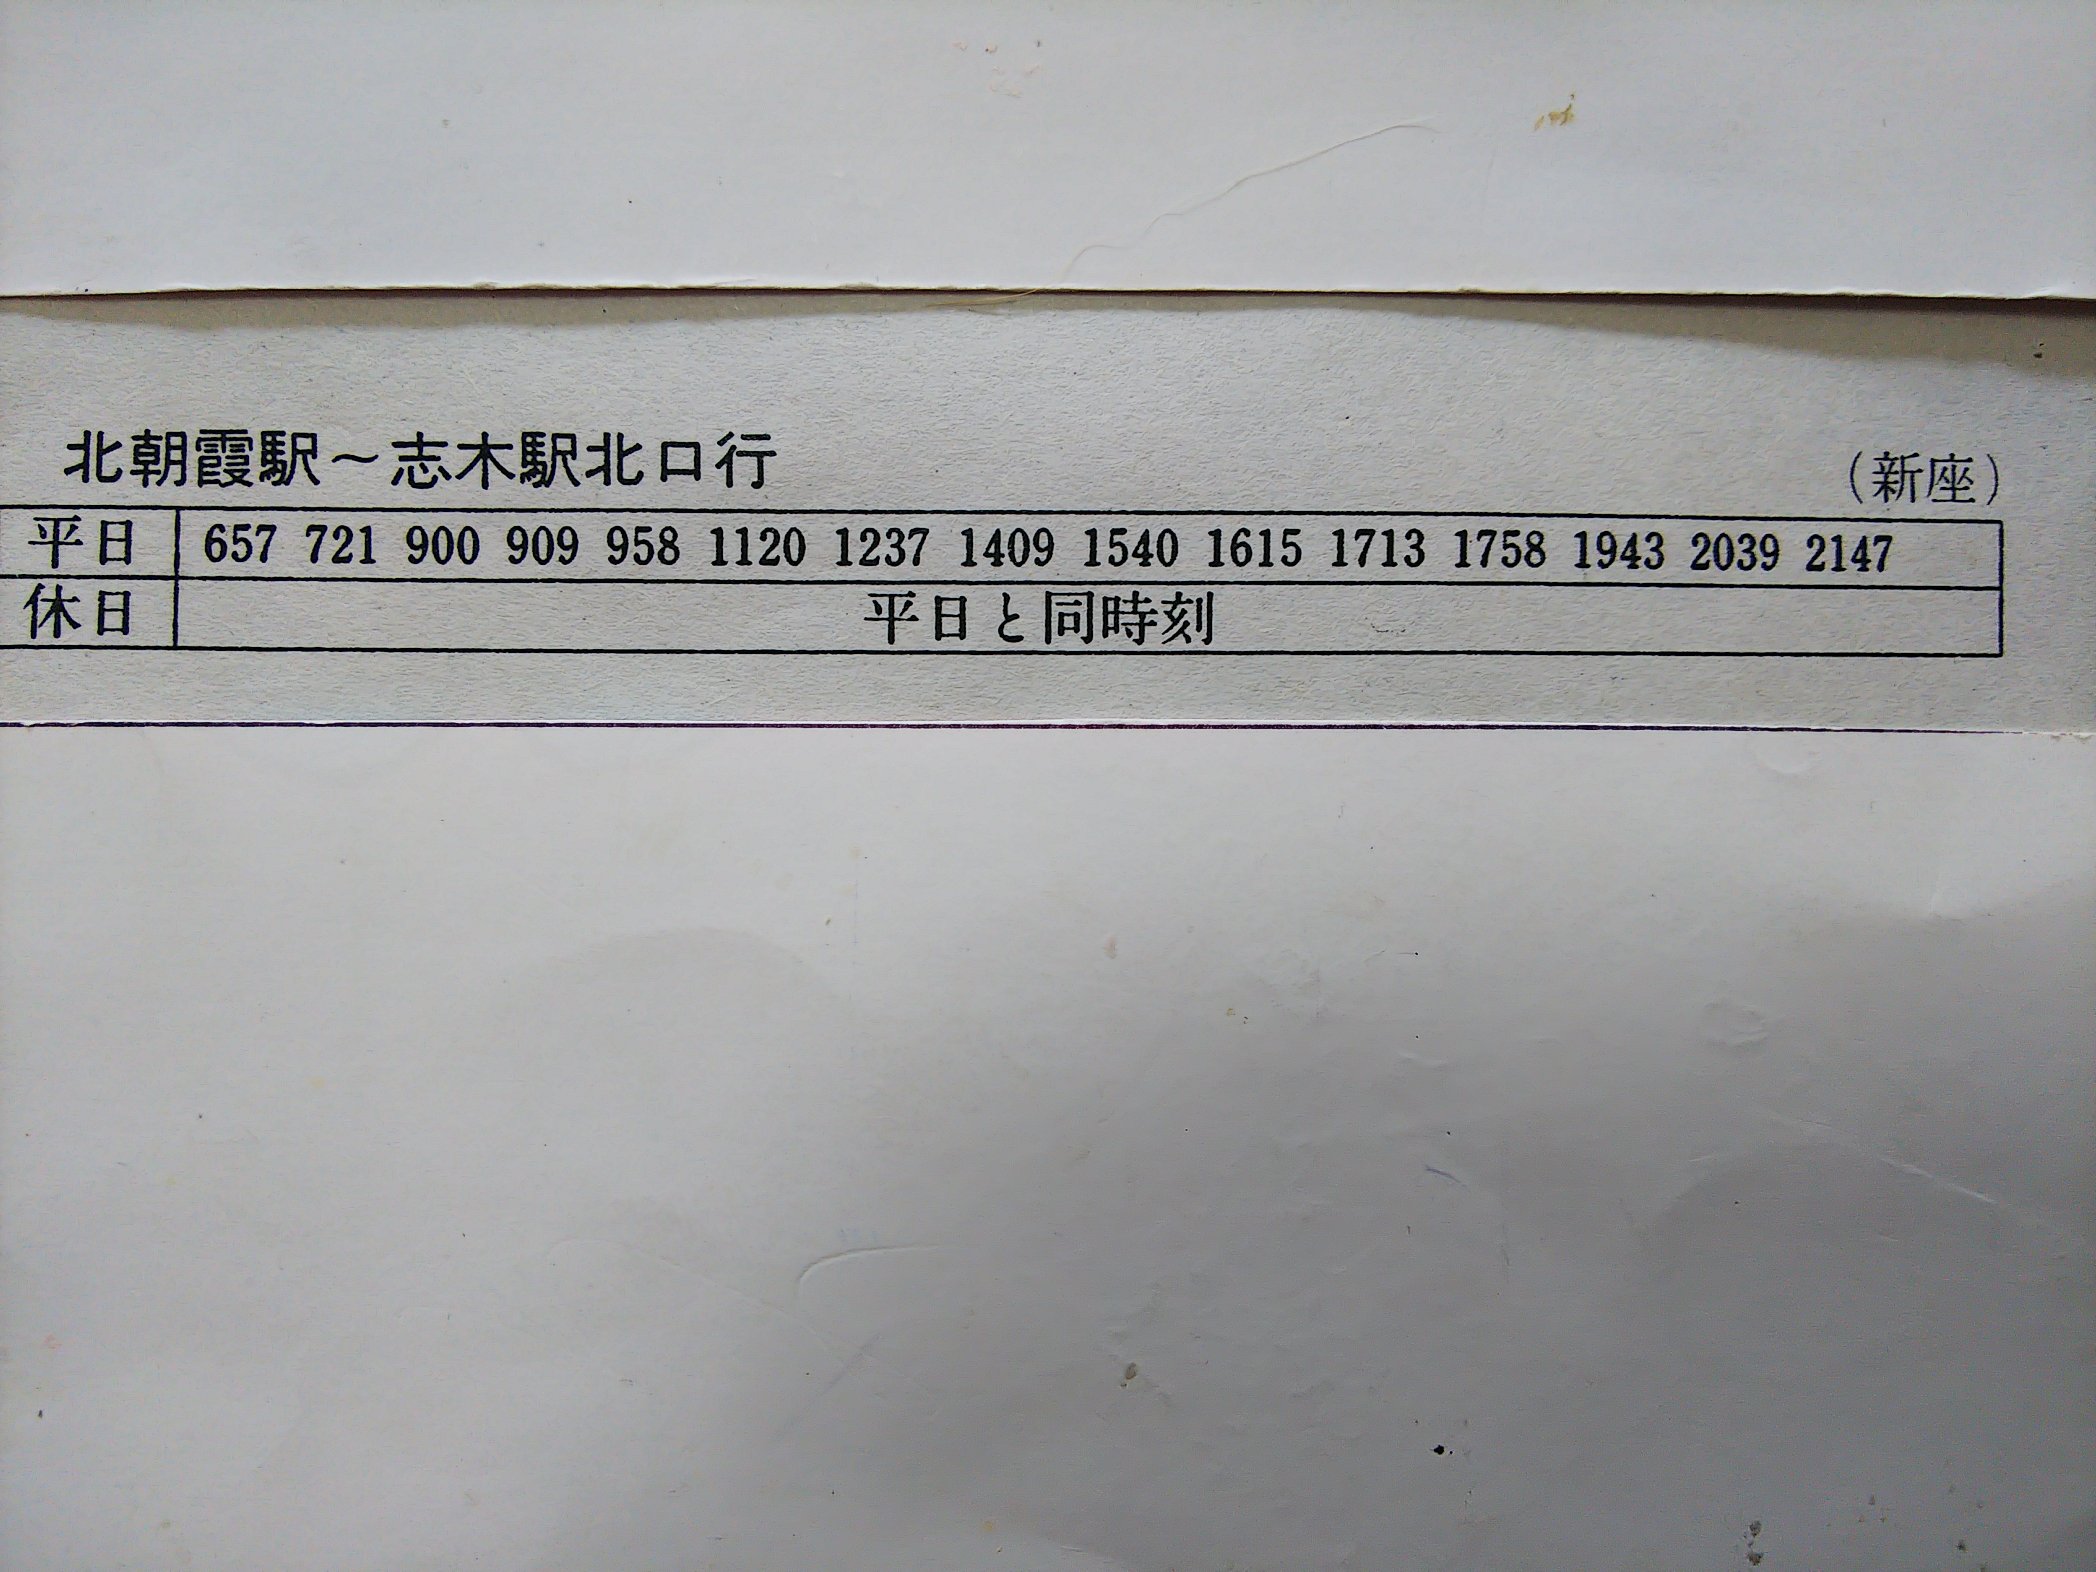 北朝霞駅～志木駅北口行
(新座)
平日 657 721 900 909 958 1120 1237 1409 1540 1615 1713 1758 1943 2039 2147
休日 平日と同時刻